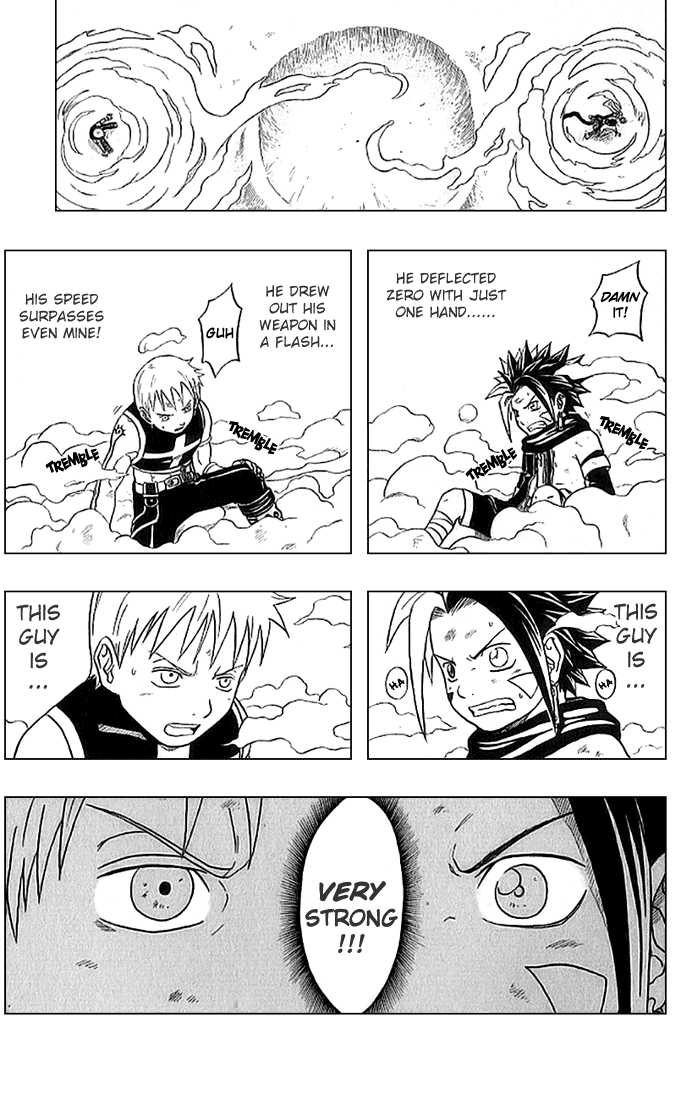 DAMN
IT!
HE DEFLECTED
ZERO WITH JUST
ONE HAND......
TREMBLE
TREMBLE
HE DREW
OUT HIS
WEAPON IN
A FLASH...
GUH
HIS SPEED
SURPASSES
EVEN MINE!
TREMBLE
TREMBLE
THIS
GUY
IS
...
HA
HA
THIS
GUY
IS
...
VERY
STRONG
!!!